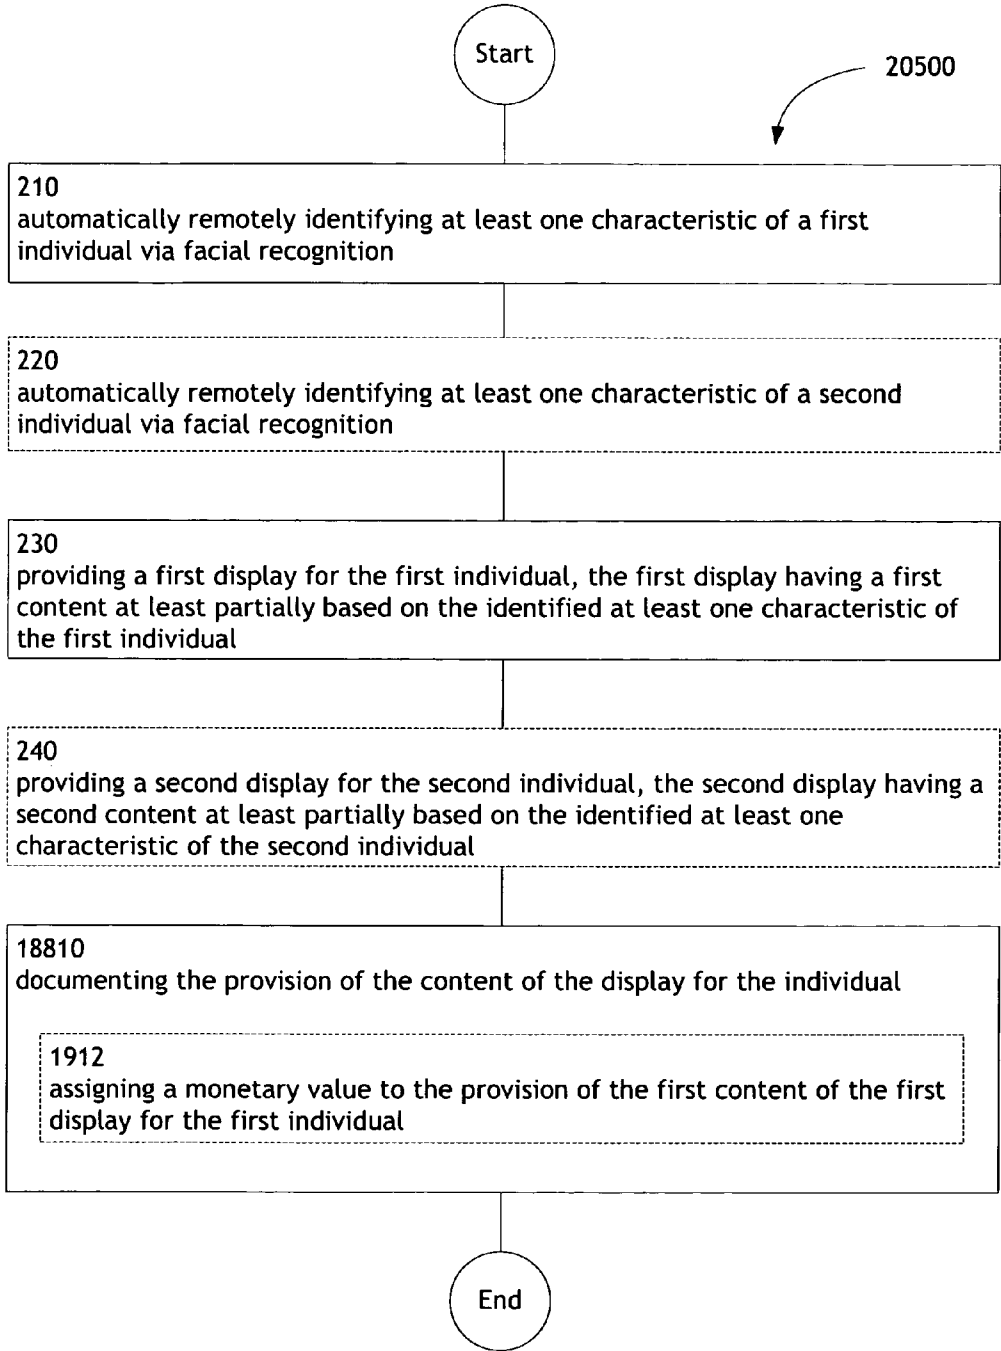 Start
20500
210
automatically remotely identifying at least one characteristic of a first
individual via facial recognition
220
automatically remotely identifying at least one characteristic of a second
individual via facial recognition
230
providing a first display for the first individual, the first display having a first
content at least partially based on the identified at least one characteristic of
the first individual
240
providing a second display for the second individual, the second display having a
second content at least partially based on the identified at least one
characteristic of the second individual
18810
documenting the provision of the content of the display for the individual
1912
assigning a monetary value to the provision of the first content of the first
display for the first individual
End